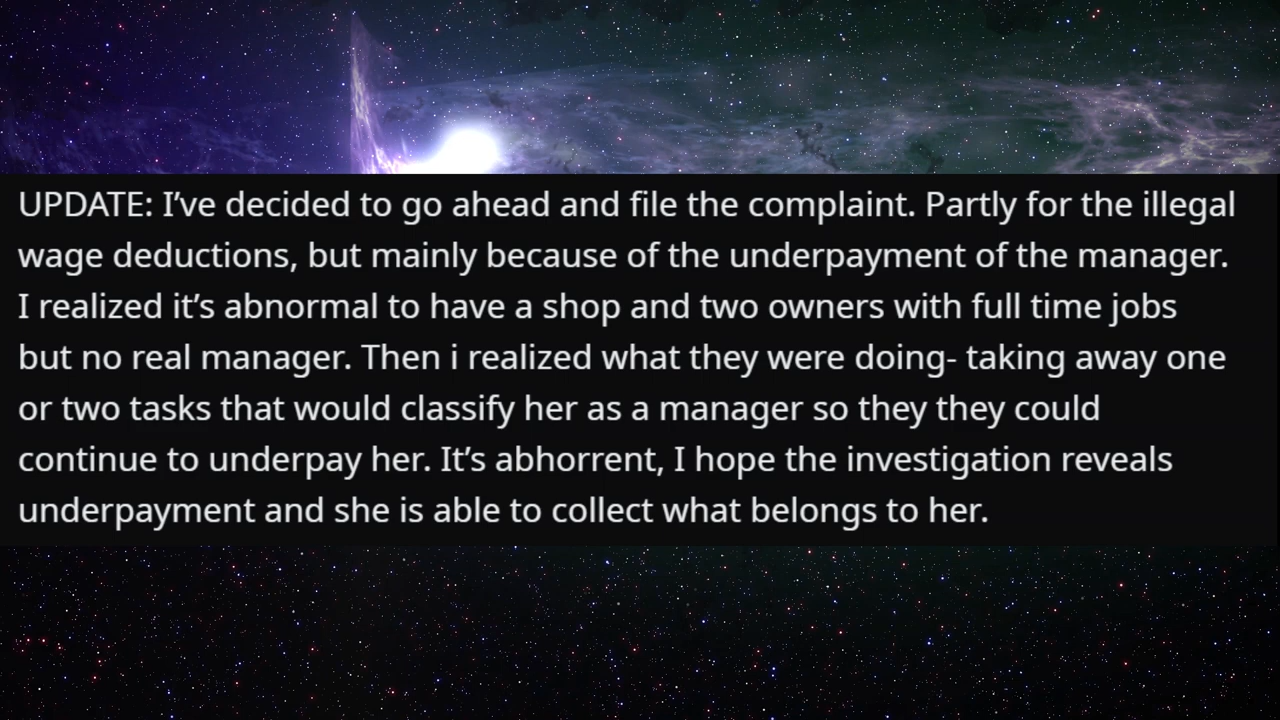 UPDATE: I’ve decided to go ahead and file the complaint. Partly for the illegal
wage deductions, but mainly because of the underpayment of the manager.
I realized it’s abnormal to have a shop and two owners with full time jobs
but no real manager. Then i realized what they were doing- taking away one
or two tasks that would classify her as a manager so they they could
continue to underpay her. It’s abhorrent, I hope the investigation reveals
underpayment and she is able to collect what belongs to her.